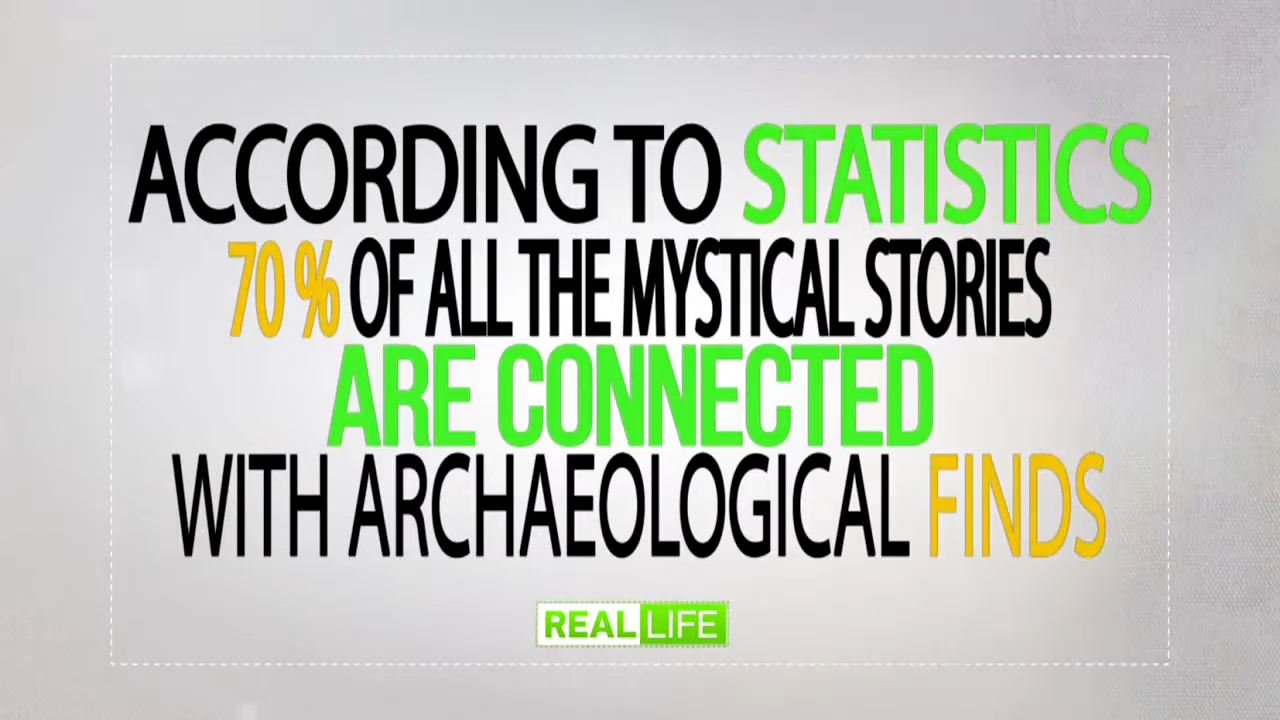 ACCORDING TO STATISTICS
70 % OF ALL THE MYSTICAL STORIES
ARE CONNECTED
WITH ARCHAEOLOGICAL FINDS
REAL LIFE